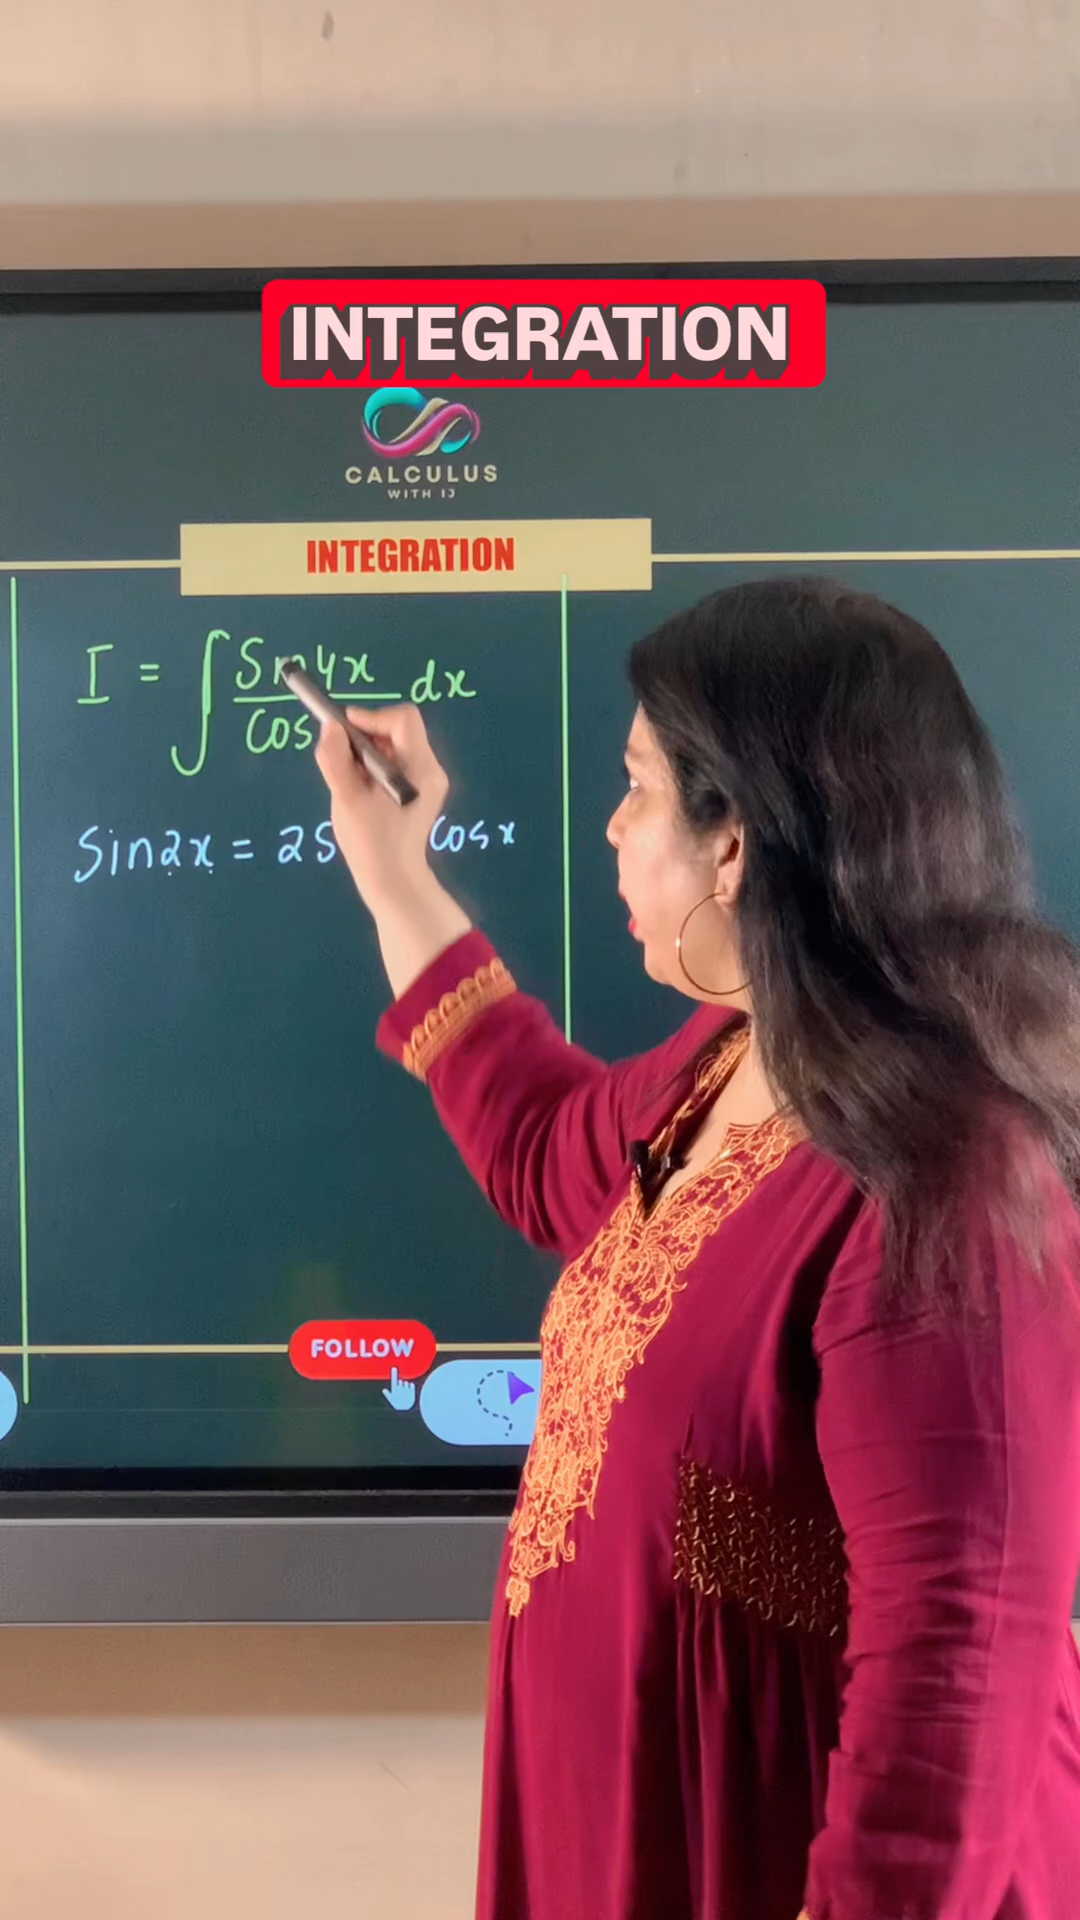 INTEGRATION
CALCULUS
WITH IJ
INTEGRATION
I = ∫ Sin4x dx
Cos
Sin2x = 2S Cosx
FOLLOW